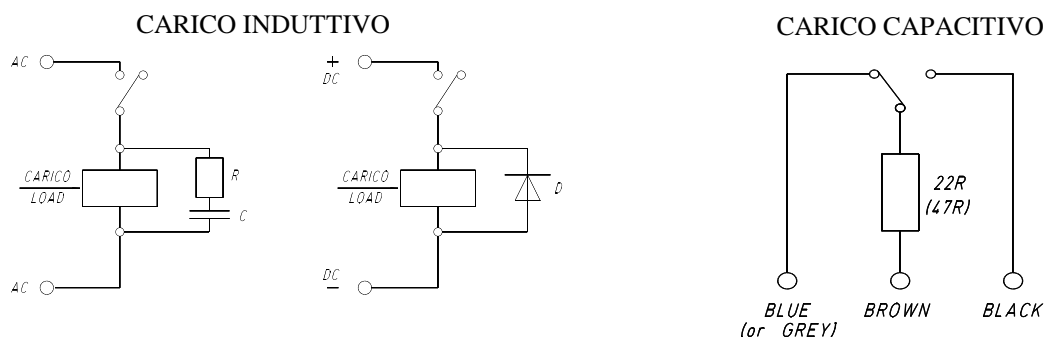 CARICO INDUTTIVO
AC
CARICO
LOAD
R
C
AC
+
DC
CARICO
LOAD
D
DC
-
CARICO CAPACITIVO
22R
(47R)
BLUE
(or GREY)
BROWN
BLACK